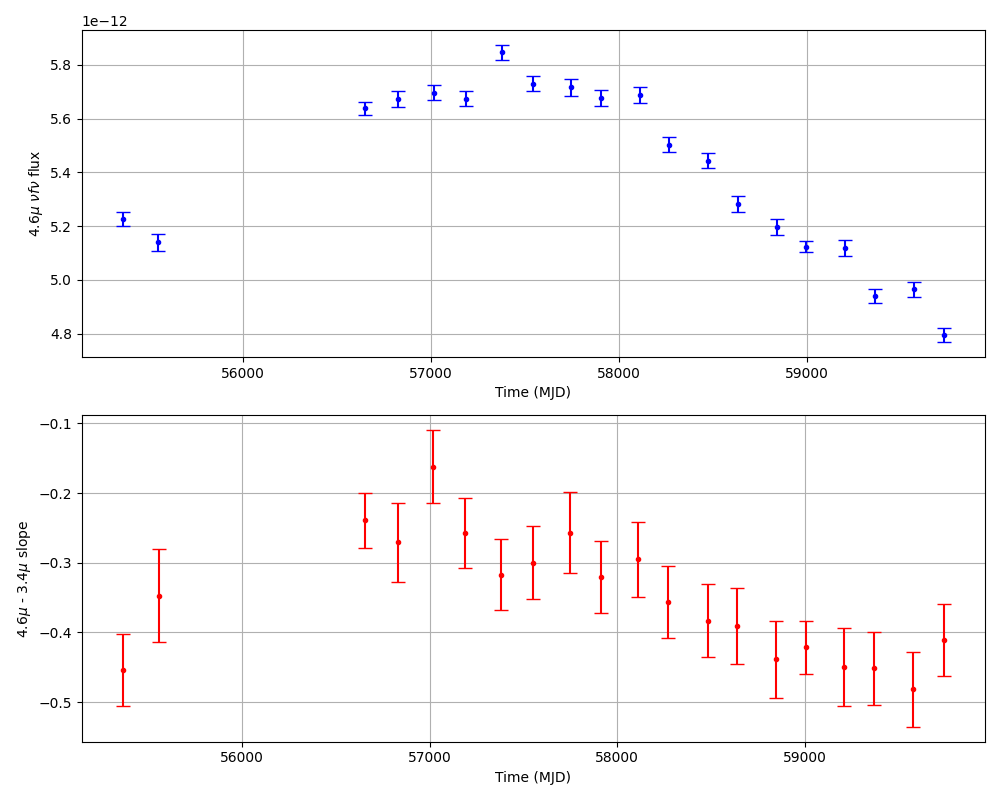 1e−12
5.8
5.6
5.4
5.2
5.0
4.8
4.6μ νfν flux
56000 57000 58000 59000
Time (MJD)
−0.1
−0.2
−0.3
−0.4
−0.5
4.6μ - 3.4μ slope
56000 57000 58000 59000
Time (MJD)